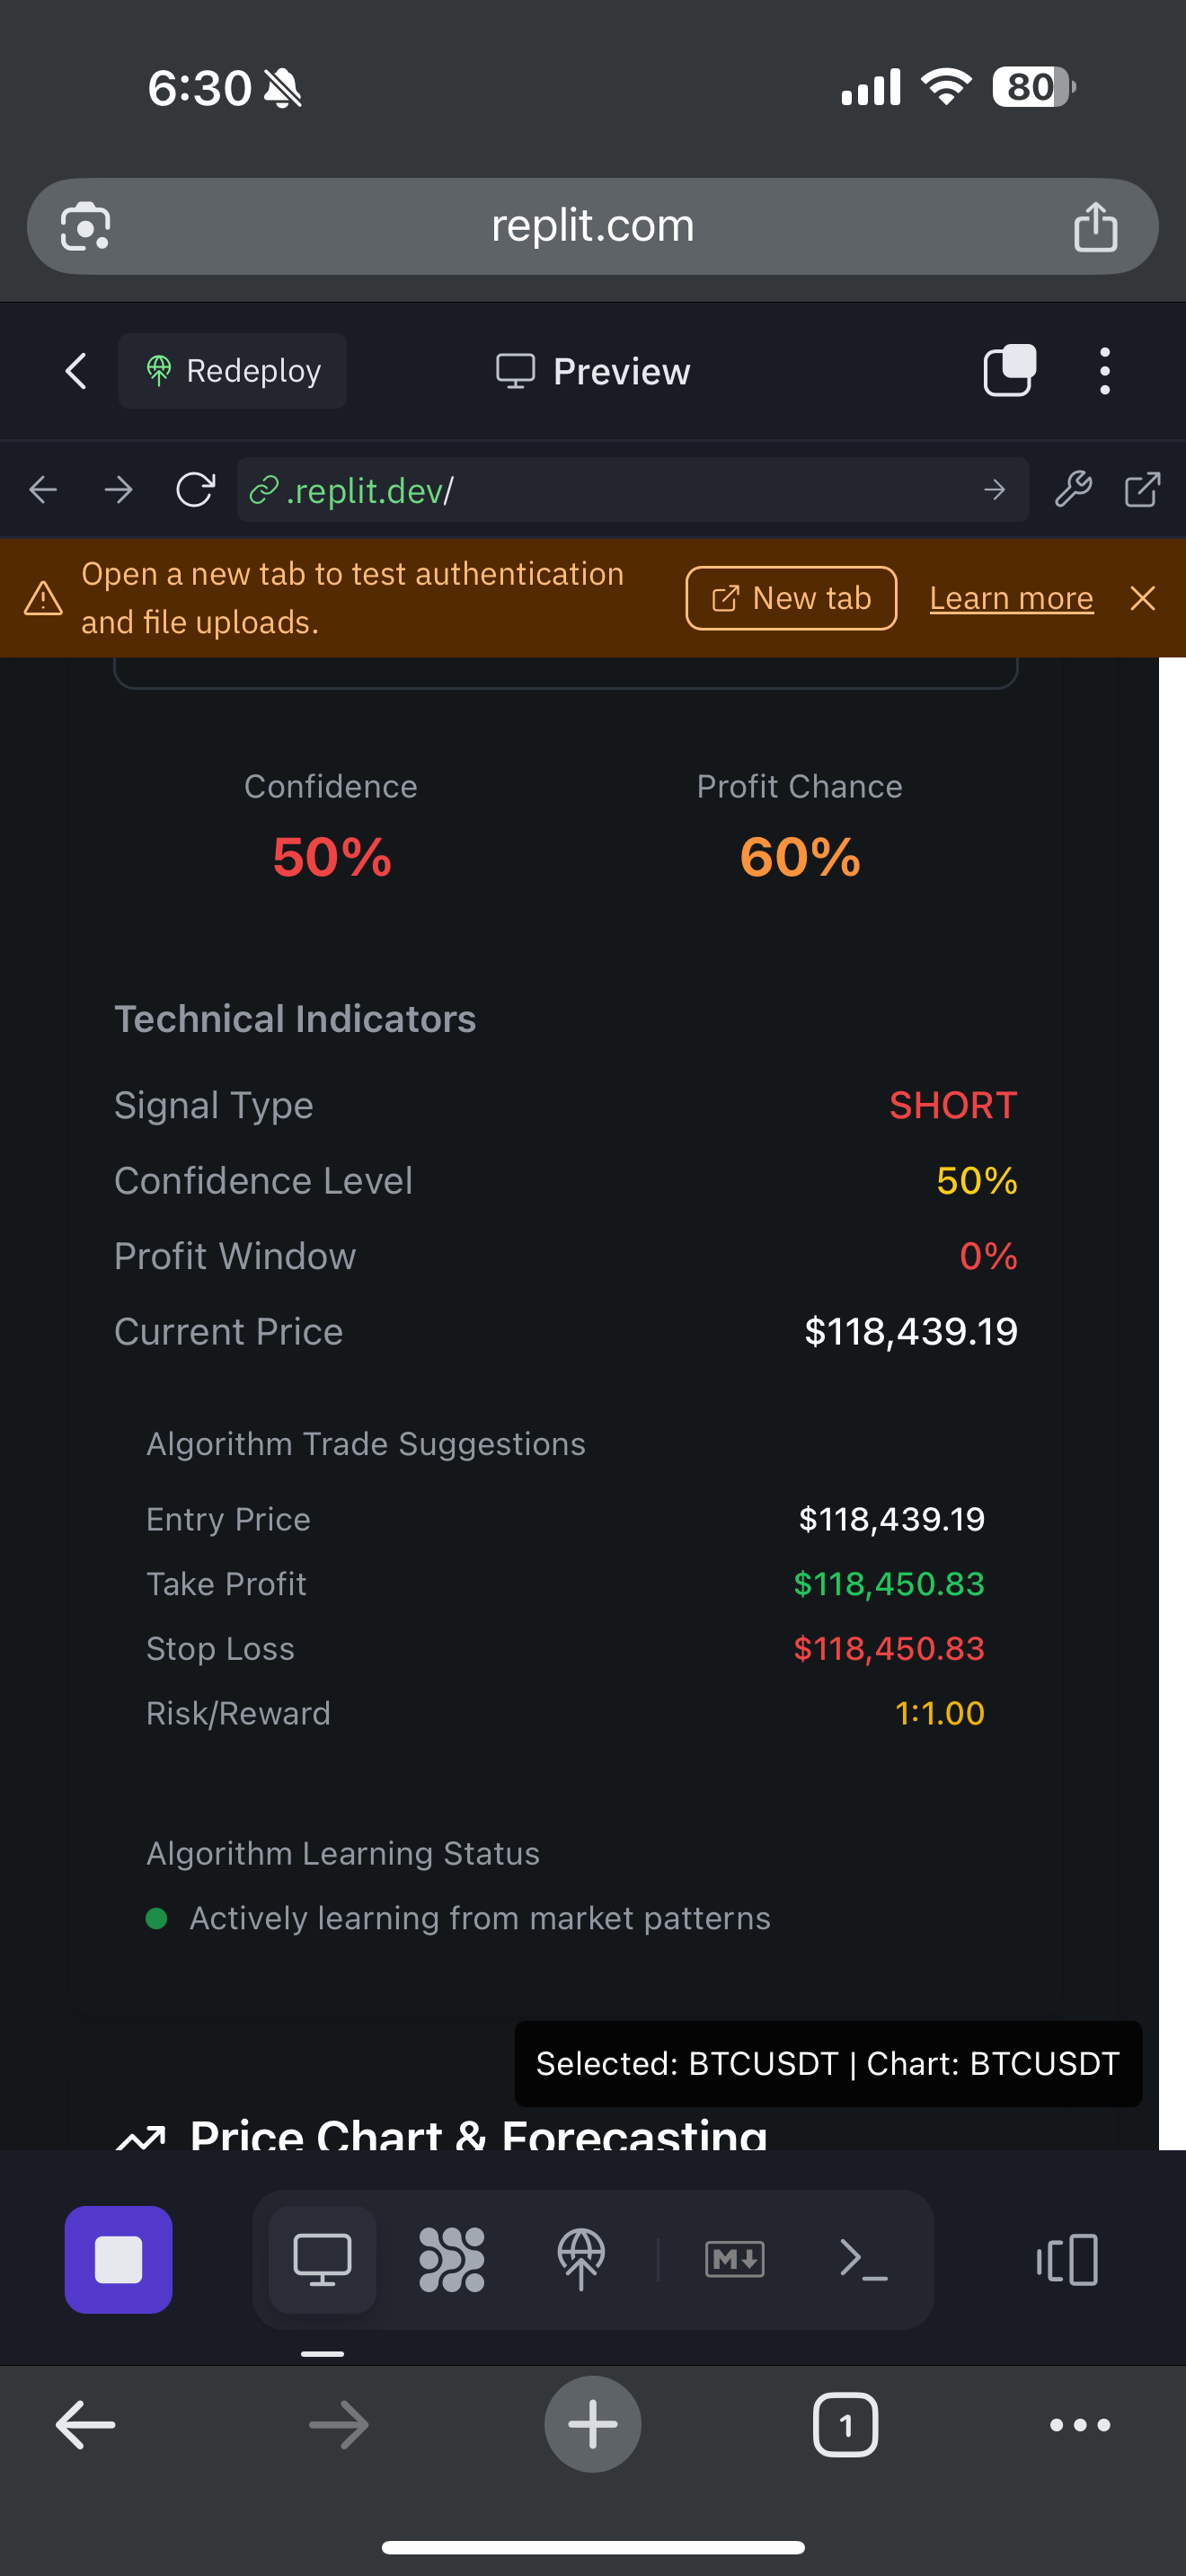 6:30
80
replit.com
Redeploy
Preview
.replit.dev/
Open a new tab to test authentication
and file uploads.
New tab
Learn more
Confidence
Profit Chance
50%
60%
Technical Indicators
Signal Type SHORT
Confidence Level 50%
Profit Window 0%
Current Price $118,439.19
Algorithm Trade Suggestions
Entry Price $118,439.19
Take Profit $118,450.83
Stop Loss $118,450.83
Risk/Reward 1:1.00
Algorithm Learning Status
Actively learning from market patterns
Selected: BTCUSDT | Chart: BTCUSDT
Price Chart & Forecasting
M
1